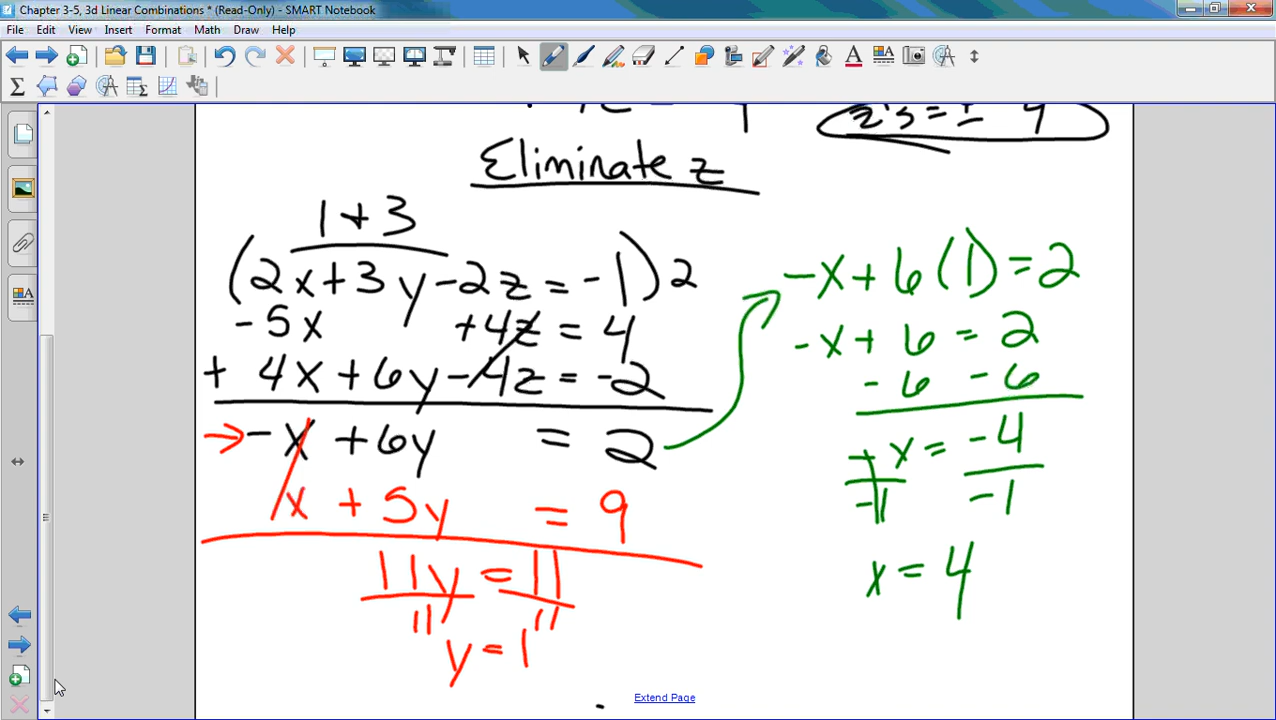 Chapter 3-5, 3d Linear Combinations * (Read-Only) - SMART Notebook
File Edit View Insert Format Math Draw Help
z's = ± 4
Eliminate z
1 + 3
(2x + 3y - 2z = -1) 2
-5x + 4z = 4
+ 4x + 6y - 4z = -2
→ -x + 6y = 2
x + 5y = 9
11y = 11
11 11
y = 1
-x + 6(1) = 2
-x + 6 = 2
- 6 - 6
-x = -4
-1 -1
x = 4
Extend Page